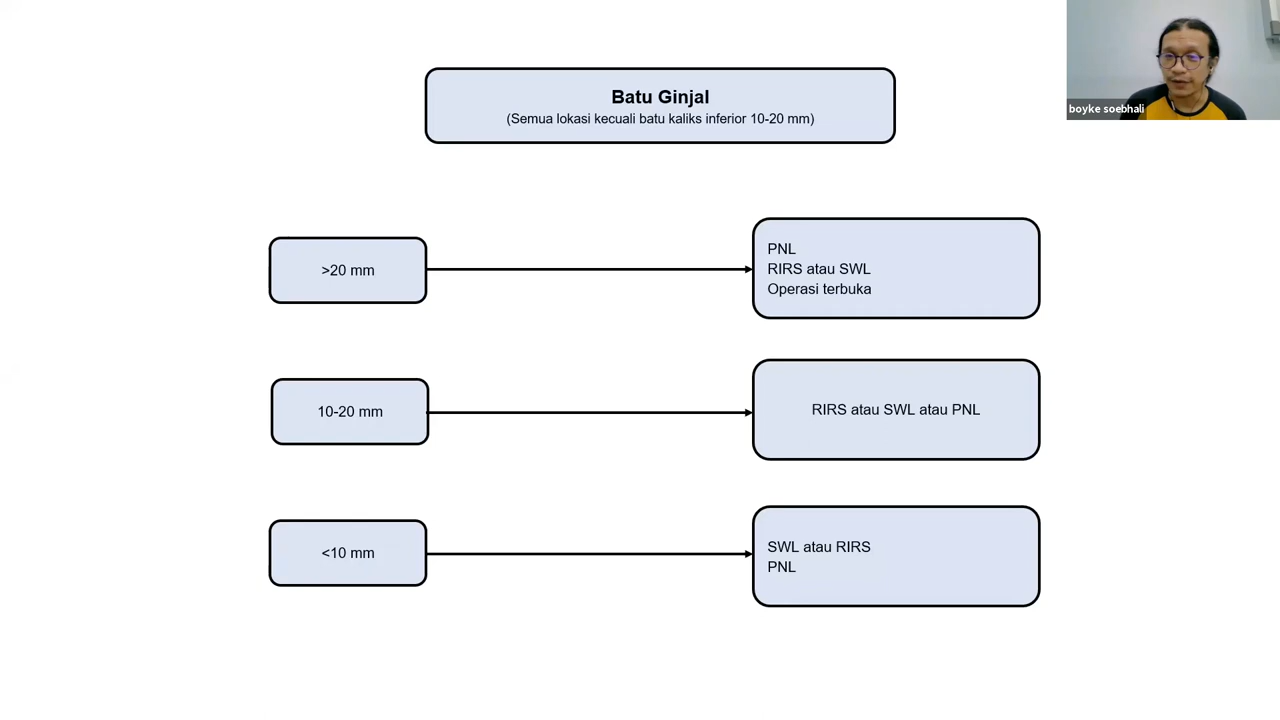 Batu Ginjal
(Semua lokasi kecuali batu kaliks inferior 10-20 mm)
boyke soebhali
>20 mm
PNL
RIRS atau SWL
Operasi terbuka
10-20 mm
RIRS atau SWL atau PNL
<10 mm
SWL atau RIRS
PNL